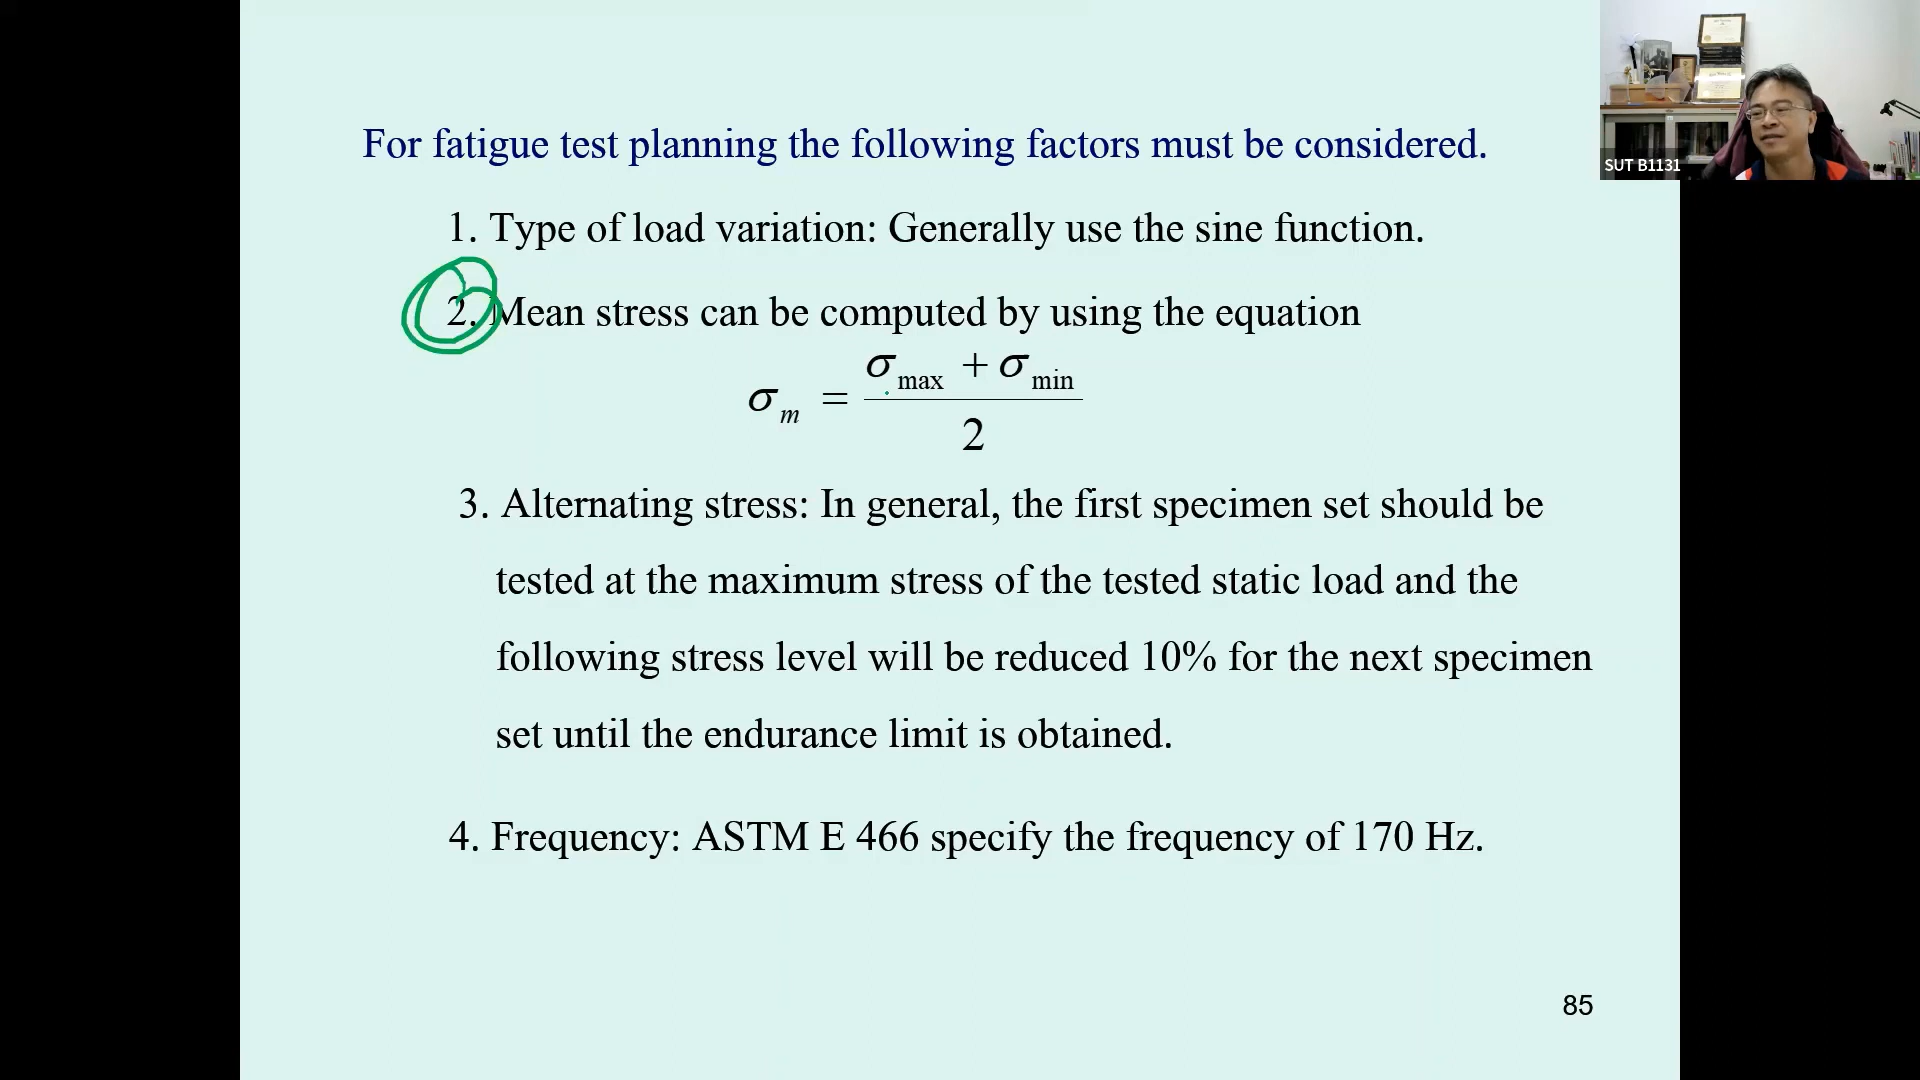 For fatigue test planning the following factors must be considered.
SUT B1131
1. Type of load variation: Generally use the sine function.
2. Mean stress can be computed by using the equation
σm = (σmax + σmin) / 2
3. Alternating stress: In general, the first specimen set should be
tested at the maximum stress of the tested static load and the
following stress level will be reduced 10% for the next specimen
set until the endurance limit is obtained.
4. Frequency: ASTM E 466 specify the frequency of 170 Hz.
85